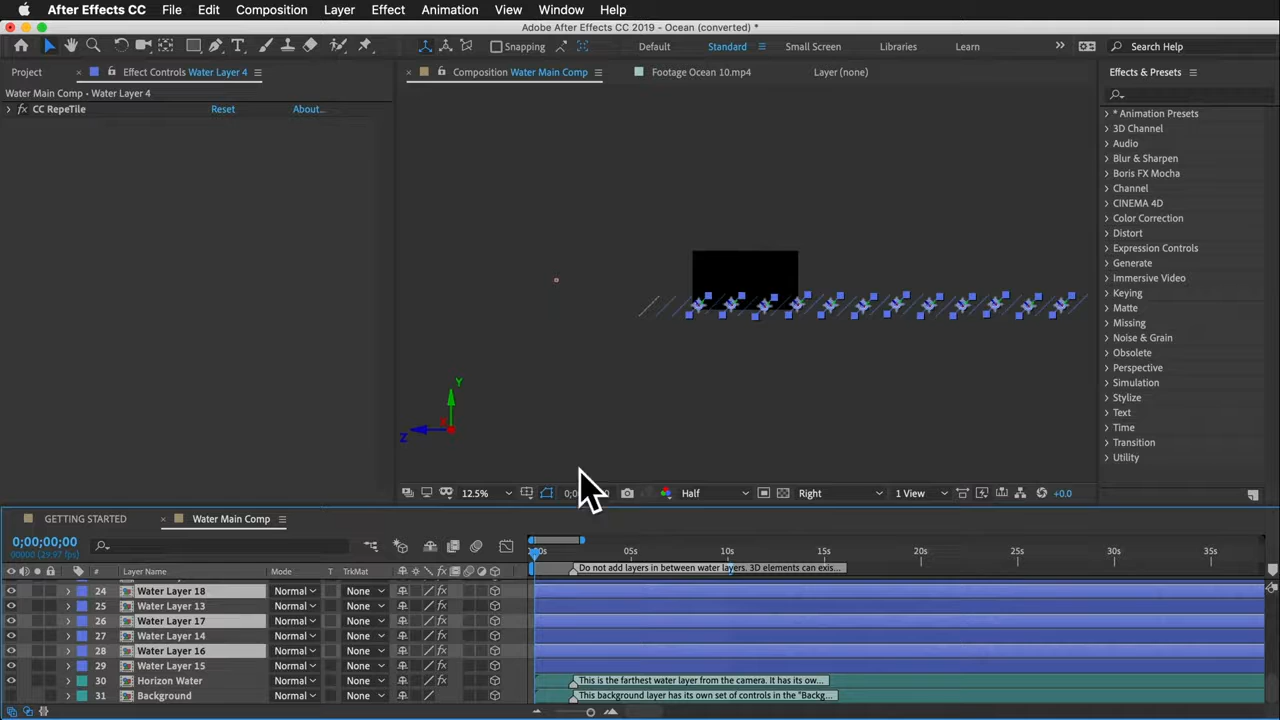 After Effects CC File Edit Composition Layer Effect Animation View Window Help
Adobe After Effects CC 2019 - Ocean (converted) *
Snapping Default Standard Small Screen Libraries Learn Search Help
Project Effect Controls Water Layer 4 Composition Water Main Comp Footage Ocean 10.mp4 Layer (none) Effects & Presets
Water Main Comp • Water Layer 4
fx CC RepeTile Reset About...
* Animation Presets
3D Channel
Audio
Blur & Sharpen
Boris FX Mocha
Channel
CINEMA 4D
Color Correction
Distort
Expression Controls
Generate
Immersive Video
Keying
Matte
Missing
Noise & Grain
Obsolete
Perspective
Simulation
Stylize
Text
Time
Transition
Utility
Y
Z
12.5% Half Right 1 View +0.0
GETTING STARTED Water Main Comp
0;00;00;00
00000 (29.97 fps)
05s 10s 15s 20s 25s 30s 35s
# Layer Name Mode T TrkMat
Do not add layers in between water layers. 3D elements can exis...
24 Water Layer 18 Normal None
25 Water Layer 13 Normal None
26 Water Layer 17 Normal None
27 Water Layer 14 Normal None
28 Water Layer 16 Normal None
29 Water Layer 15 Normal None
30 Horizon Water Normal None This is the farthest water layer from the camera. It has its ow...
31 Background Normal None This background layer has its own set of controls in the "Backg...